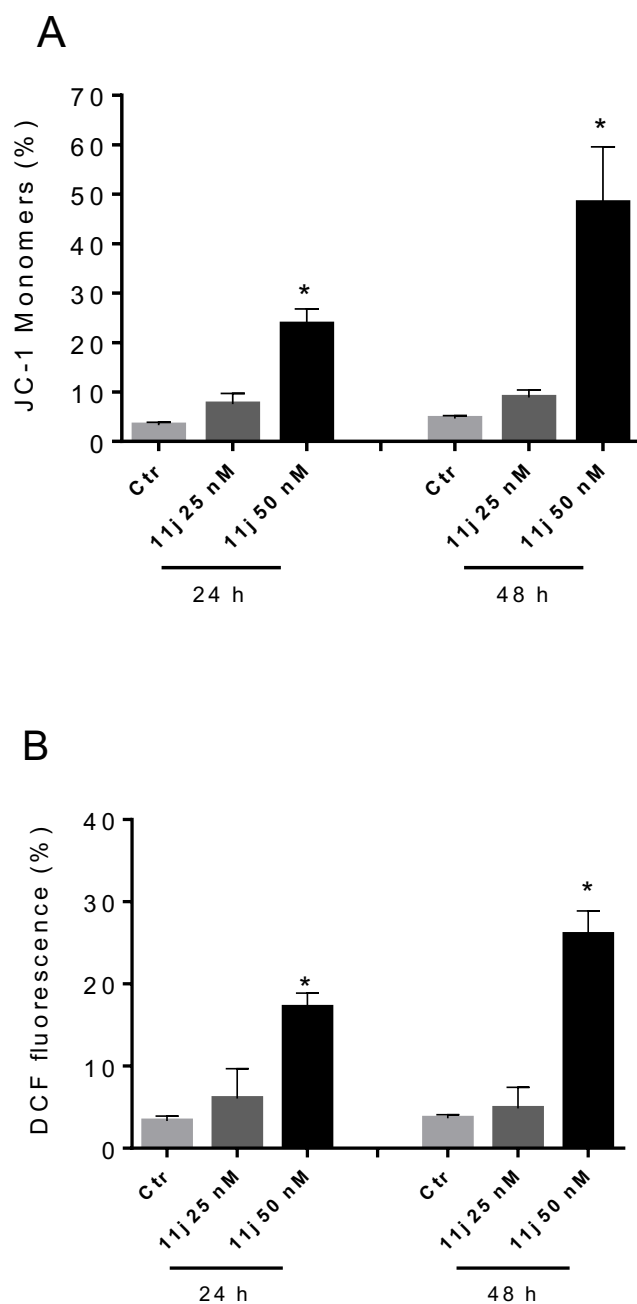 A
JC-1 Monomers (%)
70
60
50
40
30
20
10
0
*
*
Ctr
11j 25 nM
11j 50 nM
Ctr
11j 25 nM
11j 50 nM
24 h
48 h
B
DCF fluorescence (%)
40
30
20
10
0
*
*
Ctr
11j 25 nM
11j 50 nM
Ctr
11j 25 nM
11j 50 nM
24 h
48 h